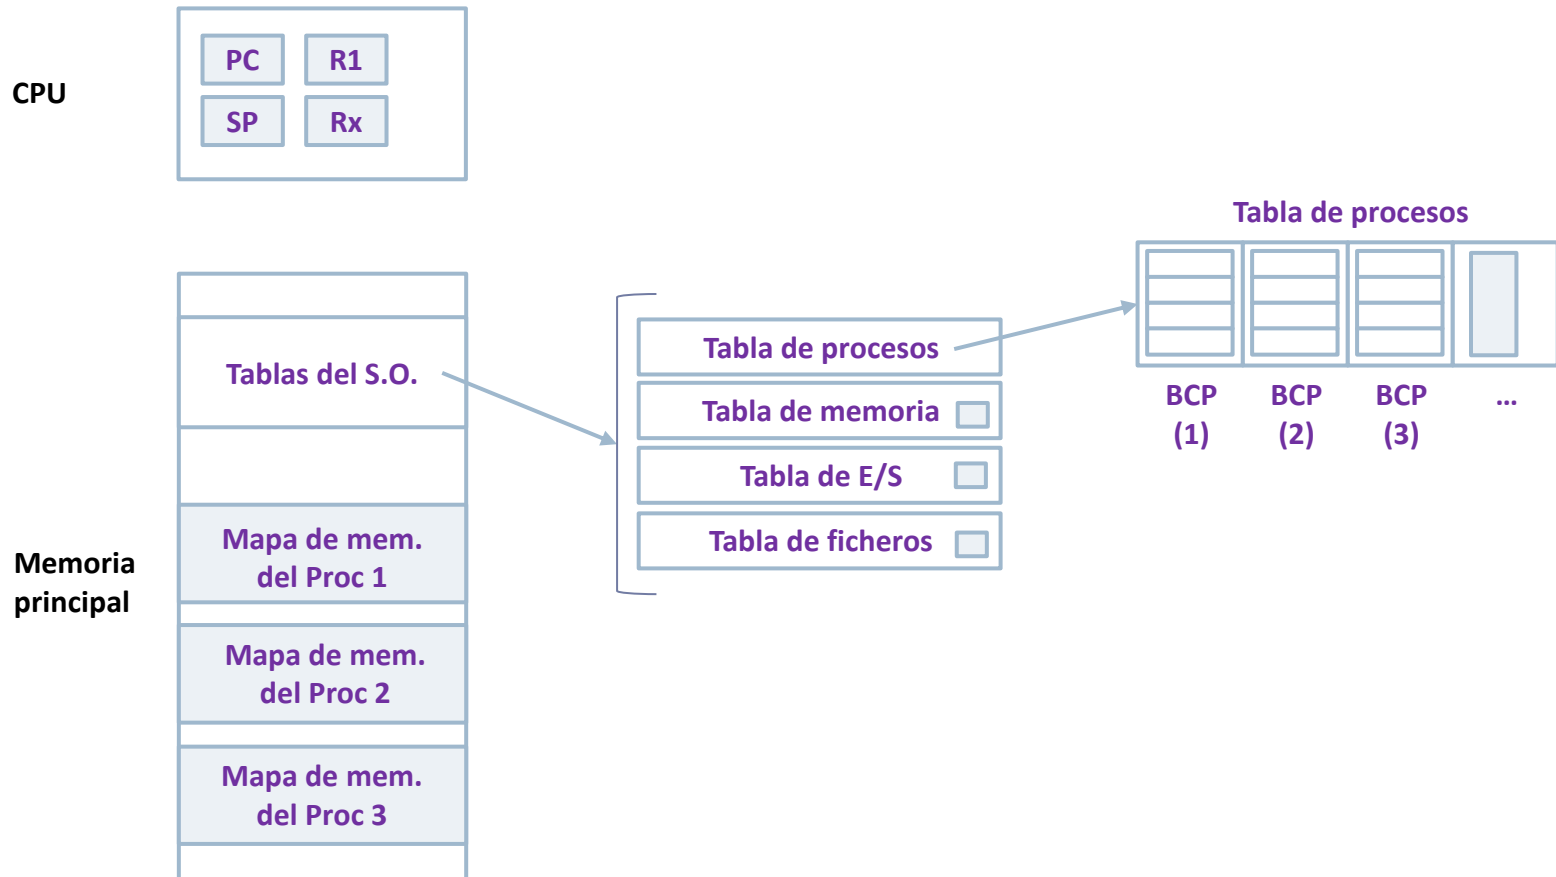 CPU
PC
R1
SP
Rx
Memoria
principal
Tablas del S.O.
Mapa de mem.
del Proc 1
Mapa de mem.
del Proc 2
Mapa de mem.
del Proc 3
Tabla de procesos
Tabla de memoria
Tabla de E/S
Tabla de ficheros
Tabla de procesos
BCP
(1)
BCP
(2)
BCP
(3)
...